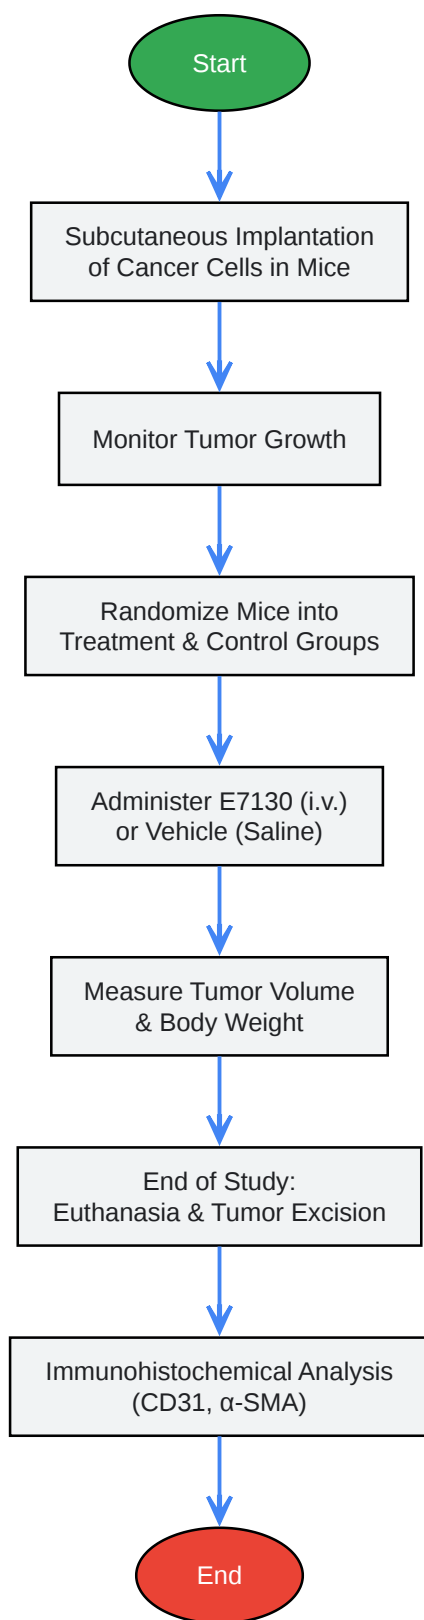 Start
Subcutaneous Implantation
of Cancer Cells in Mice
Monitor Tumor Growth
Randomize Mice into
Treatment & Control Groups
Administer E7130 (i.v.)
or Vehicle (Saline)
Measure Tumor Volume
& Body Weight
End of Study:
Euthanasia & Tumor Excision
Immunohistochemical Analysis
(CD31, α-SMA)
End